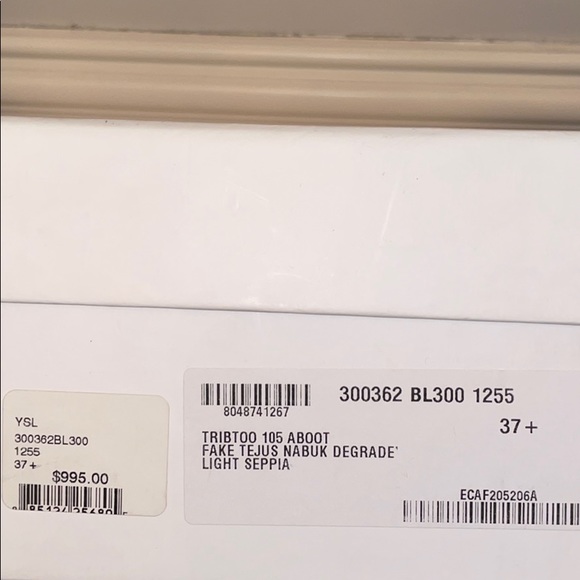 YSL
300362BL300
1255
37+
$995.00
8048741267
300362 BL300 1255
37+
TRIBTOO 105 ABOOT
FAKE TEJUS NABUK DEGRADE'
LIGHT SEPPIA
ECAF205206A